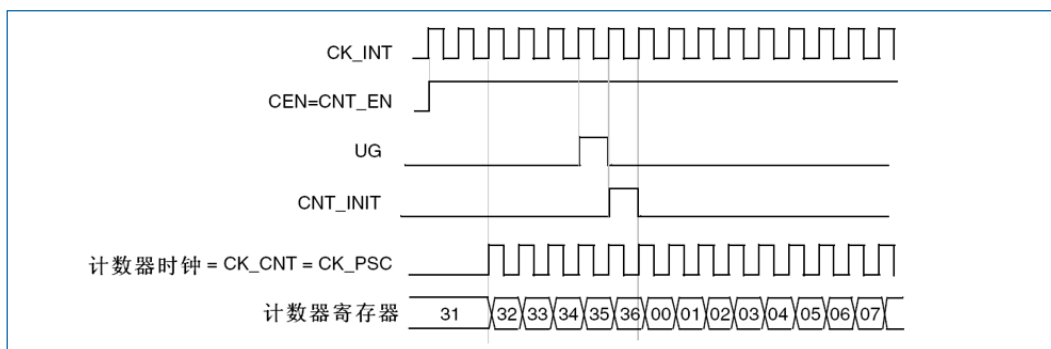 CK_INT
CEN=CNT_EN
UG
CNT_INIT
计数器时钟 = CK_CNT = CK_PSC
计数器寄存器 31 32 33 34 35 36 00 01 02 03 04 05 06 07